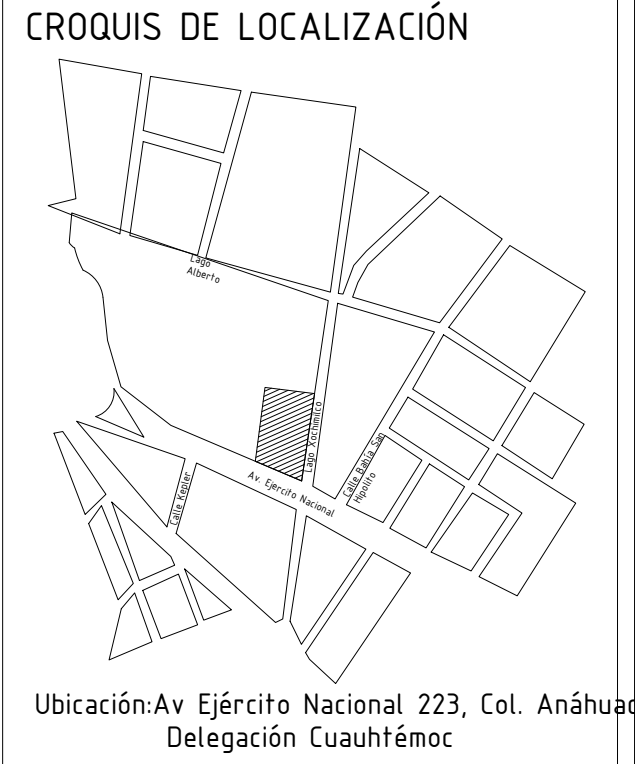 CROQUIS DE LOCALIZACIÓN
Lago
Alberto
Lago Xochimilco
Calle Bahía San
Hipolito
Av. Ejercito Nacional
Calle Kepler
Ubicación:Av Ejército Nacional 223, Col. Anáhuac
Delegación Cuauhtémoc